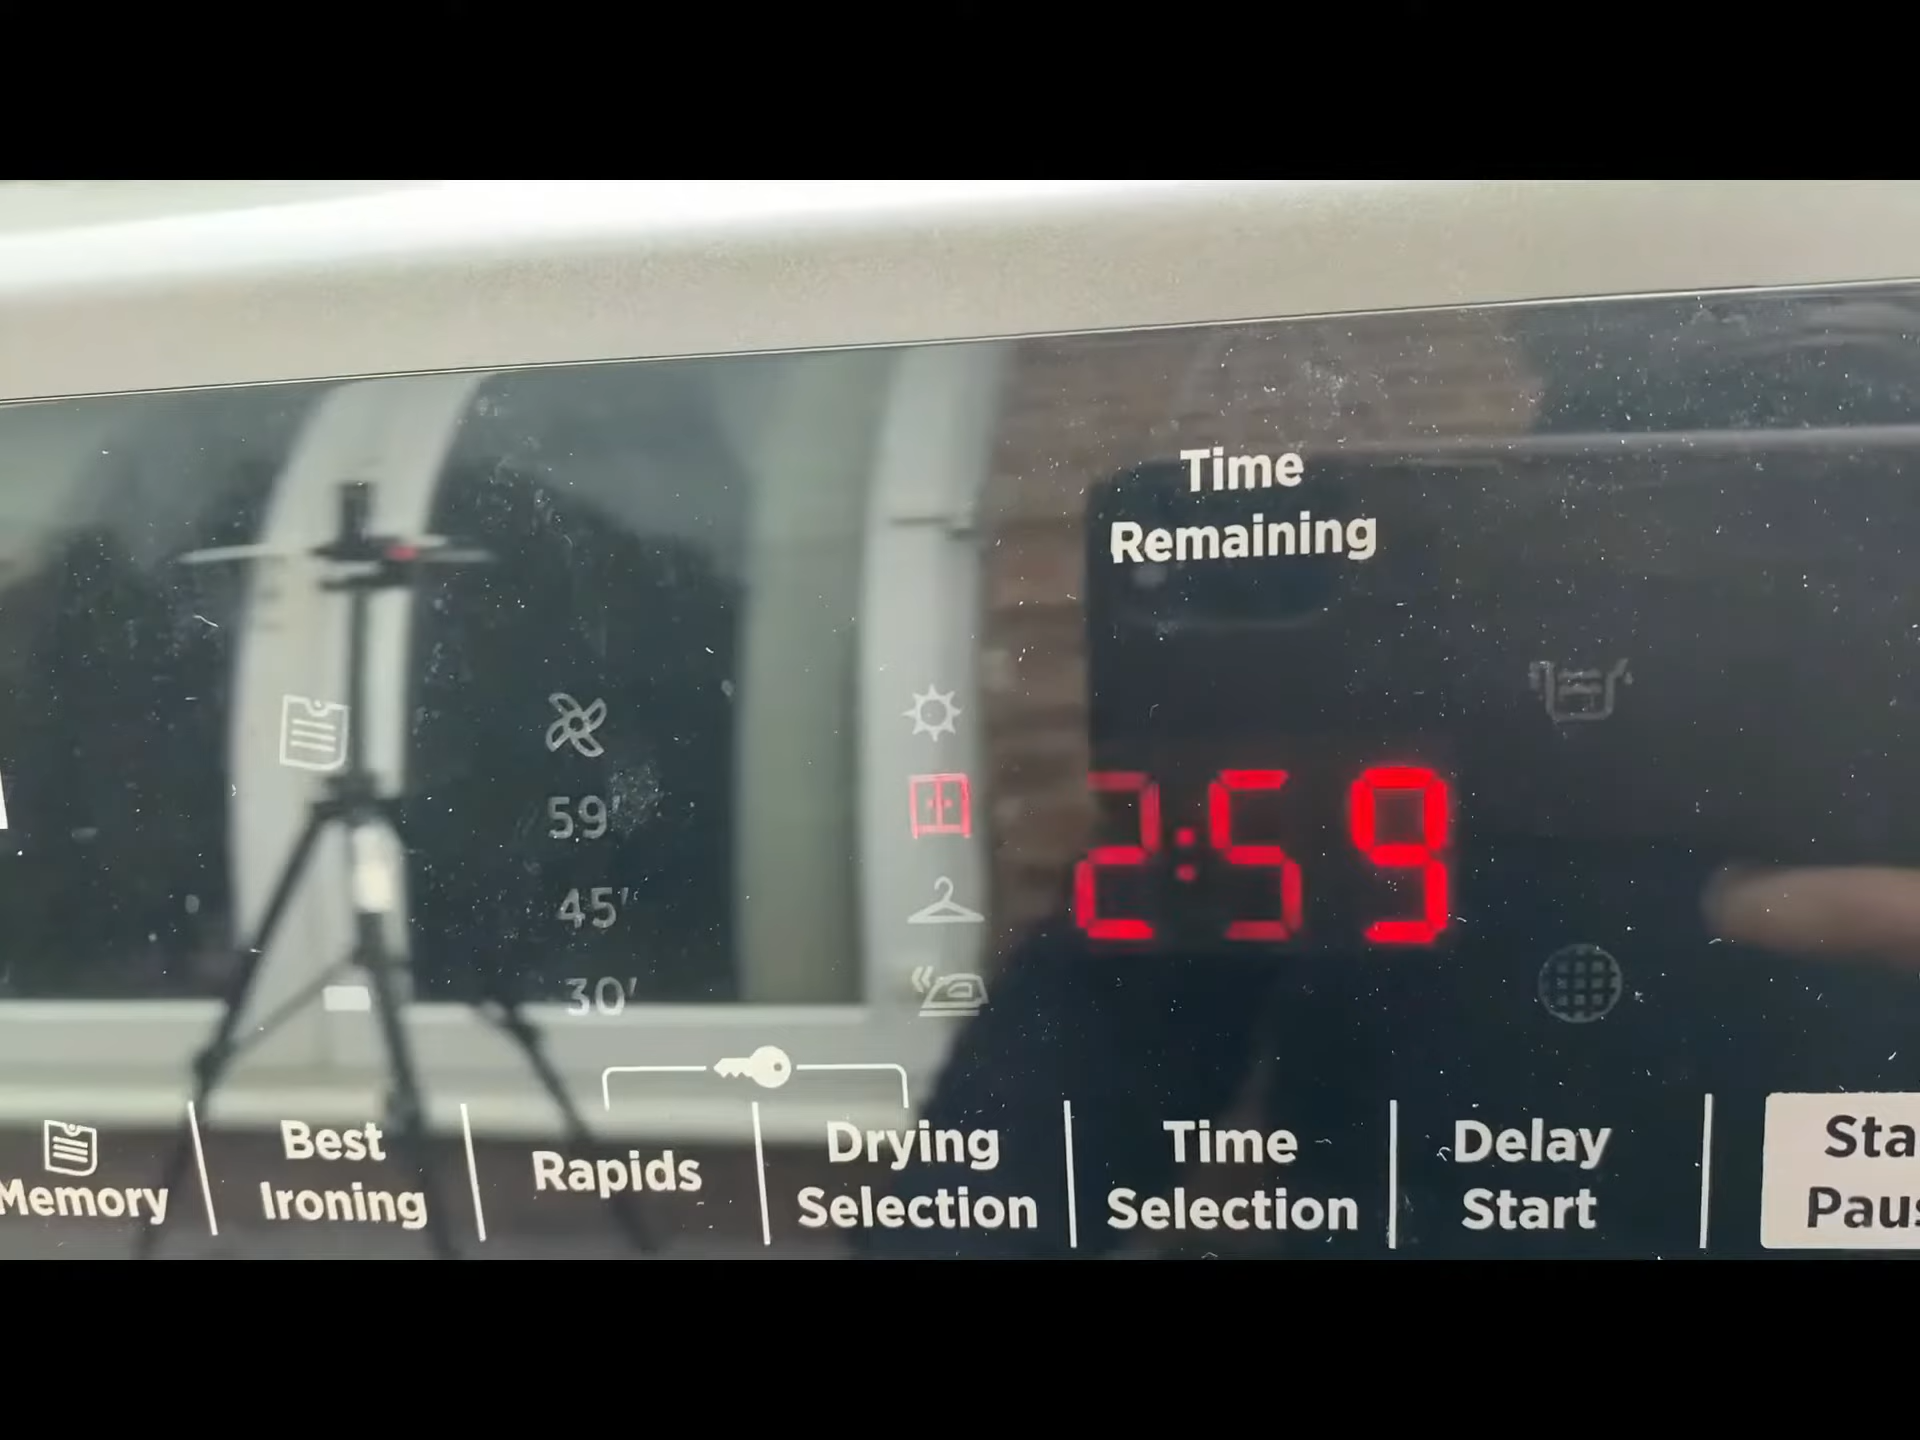 Time
Remaining
2:59
59'
45'
30'
Memory
Best
Ironing
Rapids
Drying
Selection
Time
Selection
Delay
Start
Sta
Paus